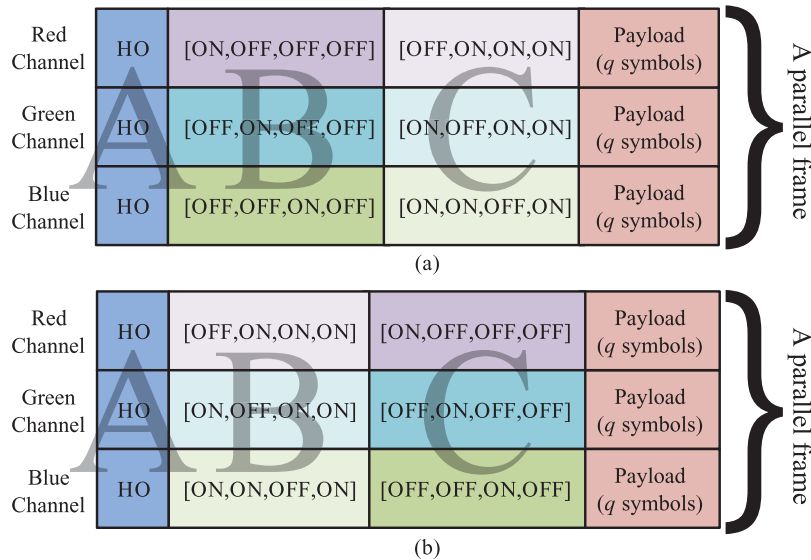 Red Channel HO [ON,OFF,OFF,OFF] [OFF,ON,ON,ON] Payload (q symbols)
Green Channel HO [OFF,ON,OFF,OFF] [ON,OFF,ON,ON] Payload (q symbols)
Blue Channel HO [OFF,OFF,ON,OFF] [ON,ON,OFF,ON] Payload (q symbols)
A B C
A parallel frame
(a)
Red Channel HO [OFF,ON,ON,ON] [ON,OFF,OFF,OFF] Payload (q symbols)
Green Channel HO [ON,OFF,ON,ON] [OFF,ON,OFF,OFF] Payload (q symbols)
Blue Channel HO [ON,ON,OFF,ON] [OFF,OFF,ON,OFF] Payload (q symbols)
A B C
A parallel frame
(b)